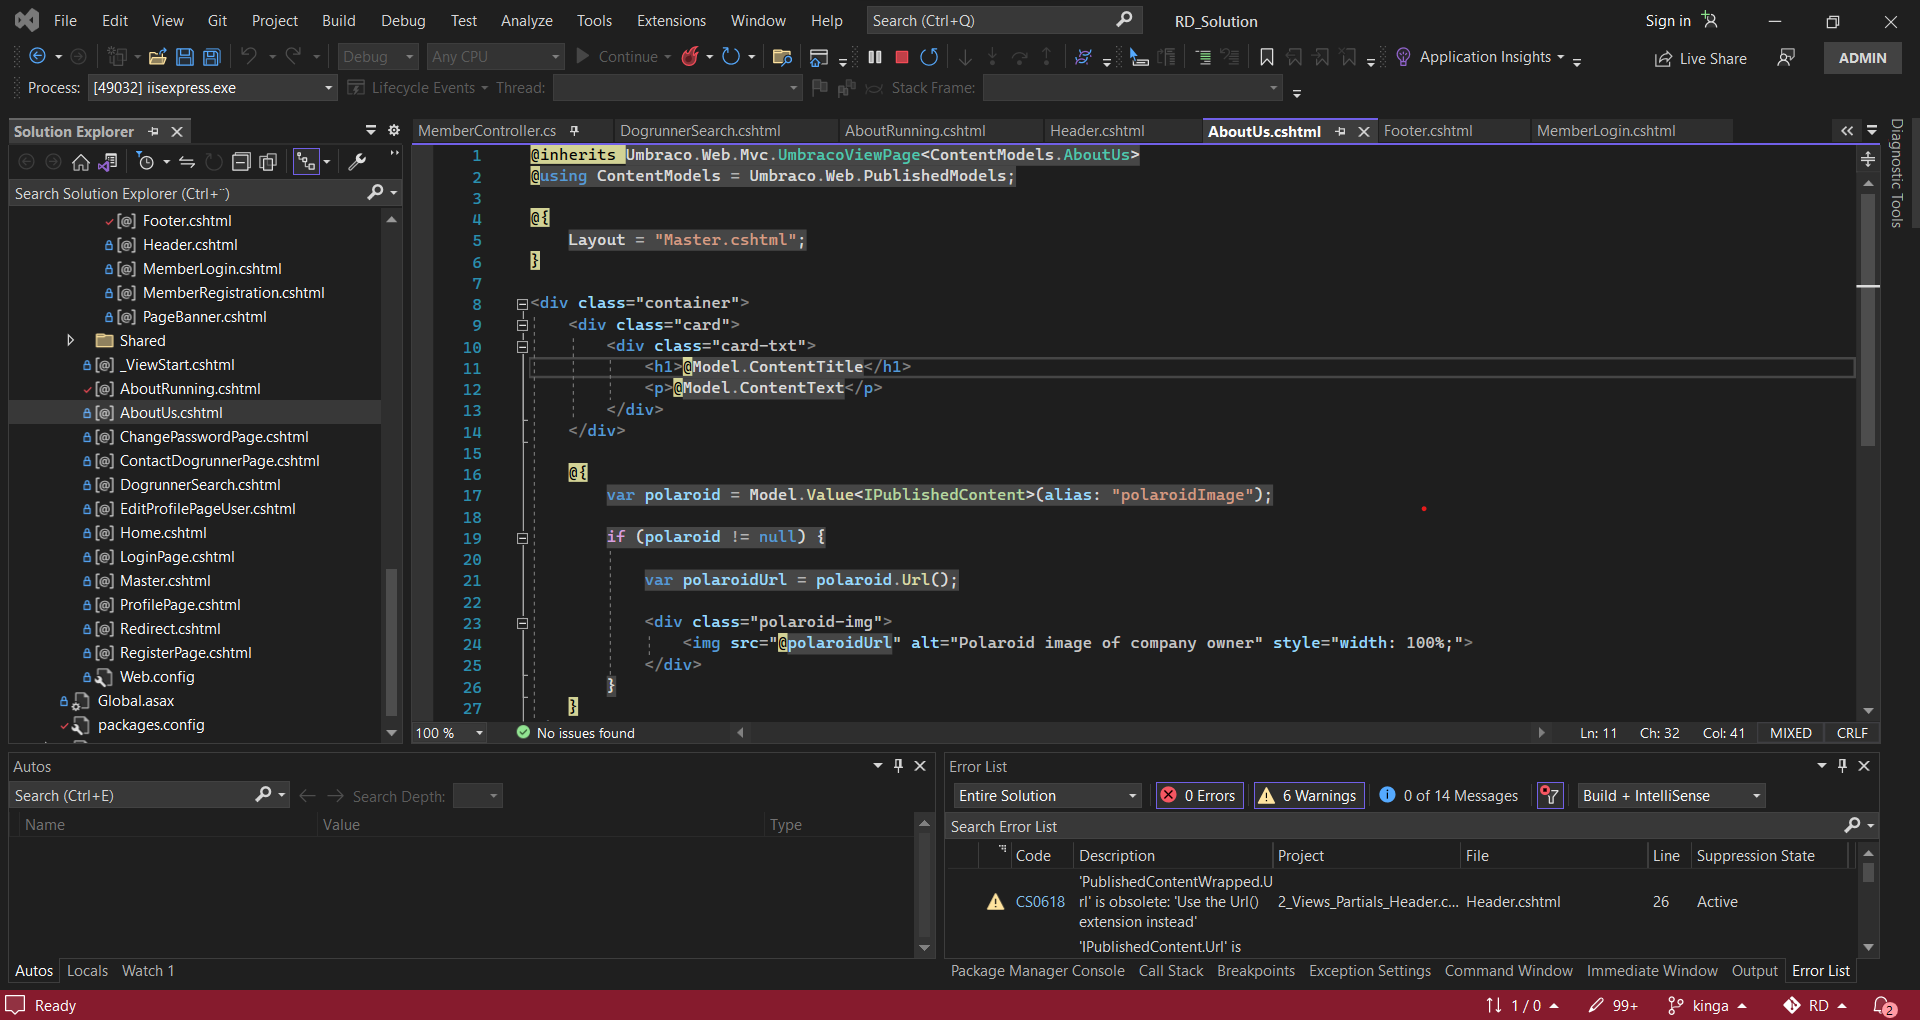 File Edit View Git Project Build Debug Test Analyze Tools Extensions Window Help Search (Ctrl+Q) RD_Solution Sign in
Debug Any CPU Continue Application Insights Live Share ADMIN
Process: [49032] iisexpress.exe Lifecycle Events Thread: Stack Frame:
Solution Explorer
Search Solution Explorer (Ctrl+¨)
Footer.cshtml
Header.cshtml
MemberLogin.cshtml
MemberRegistration.cshtml
PageBanner.cshtml
Shared
_ViewStart.cshtml
AboutRunning.cshtml
AboutUs.cshtml
ChangePasswordPage.cshtml
ContactDogrunnerPage.cshtml
DogrunnerSearch.cshtml
EditProfilePageUser.cshtml
Home.cshtml
LoginPage.cshtml
Master.cshtml
ProfilePage.cshtml
Redirect.cshtml
RegisterPage.cshtml
Web.config
Global.asax
packages.config
MemberController.cs DogrunnerSearch.cshtml AboutRunning.cshtml Header.cshtml AboutUs.cshtml Footer.cshtml MemberLogin.cshtml
1 @inherits Umbraco.Web.Mvc.UmbracoViewPage<ContentModels.AboutUs>
2 @using ContentModels = Umbraco.Web.PublishedModels;
3
4 @{
5 Layout = "Master.cshtml";
6 }
7
8 <div class="container">
9 <div class="card">
10 <div class="card-txt">
11 <h1>@Model.ContentTitle</h1>
12 <p>@Model.ContentText</p>
13 </div>
14 </div>
15
16 @{
17 var polaroid = Model.Value<IPublishedContent>(alias: "polaroidImage");
18
19 if (polaroid != null) {
20
21 var polaroidUrl = polaroid.Url();
22
23 <div class="polaroid-img">
24 <img src="@polaroidUrl" alt="Polaroid image of company owner" style="width: 100%;">
25 </div>
26 }
27 }
100 % No issues found Ln: 11 Ch: 32 Col: 41 MIXED CRLF
Diagnostic Tools
Autos
Search (Ctrl+E) Search Depth:
Name Value Type
Autos Locals Watch 1
Error List
Entire Solution 0 Errors 6 Warnings 0 of 14 Messages Build + IntelliSense
Search Error List
Code Description Project File Line Suppression State
'PublishedContentWrapped.U
CS0618 rl' is obsolete: 'Use the Url() 2_Views_Partials_Header.c... Header.cshtml 26 Active
extension instead'
'IPublishedContent.Url' is
Package Manager Console Call Stack Breakpoints Exception Settings Command Window Immediate Window Output Error List
Ready 1 / 0 99+ kinga RD 2